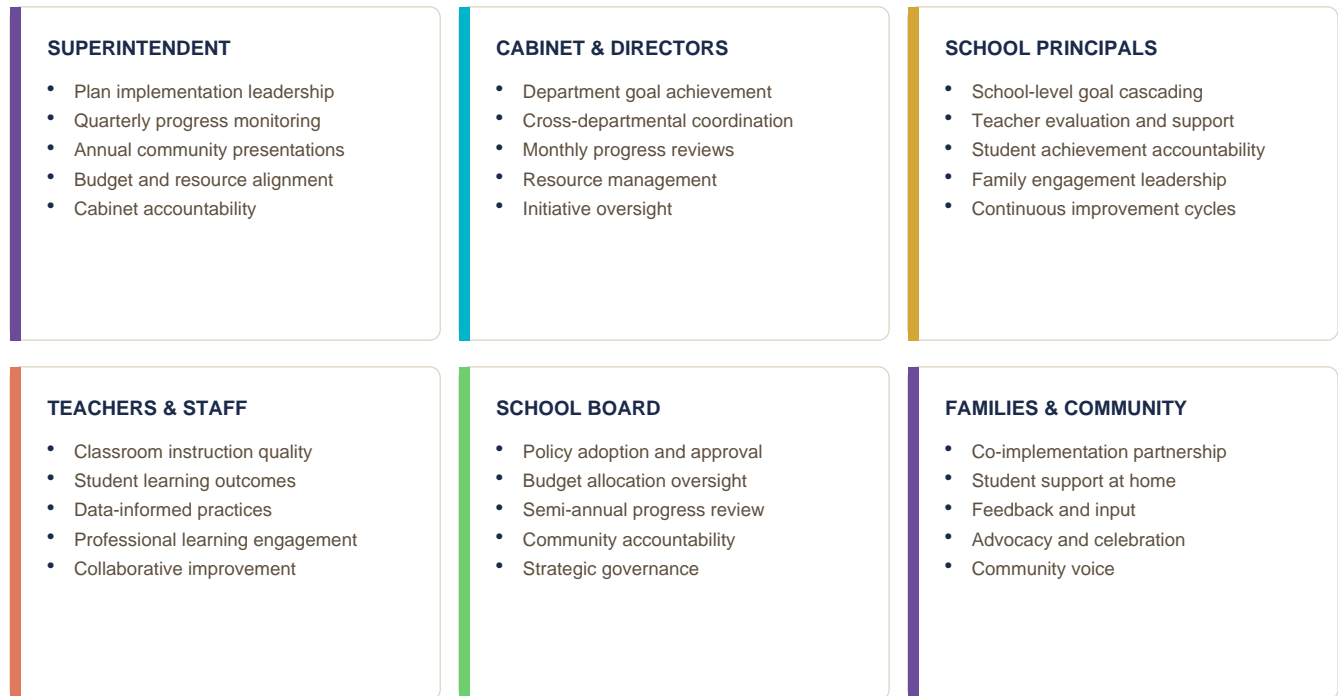 SUPERINTENDENT
• Plan implementation leadership
• Quarterly progress monitoring
• Annual community presentations
• Budget and resource alignment
• Cabinet accountability
CABINET & DIRECTORS
• Department goal achievement
• Cross-departmental coordination
• Monthly progress reviews
• Resource management
• Initiative oversight
SCHOOL PRINCIPALS
• School-level goal cascading
• Teacher evaluation and support
• Student achievement accountability
• Family engagement leadership
• Continuous improvement cycles
TEACHERS & STAFF
• Classroom instruction quality
• Student learning outcomes
• Data-informed practices
• Professional learning engagement
• Collaborative improvement
SCHOOL BOARD
• Policy adoption and approval
• Budget allocation oversight
• Semi-annual progress review
• Community accountability
• Strategic governance
FAMILIES & COMMUNITY
• Co-implementation partnership
• Student support at home
• Feedback and input
• Advocacy and celebration
• Community voice